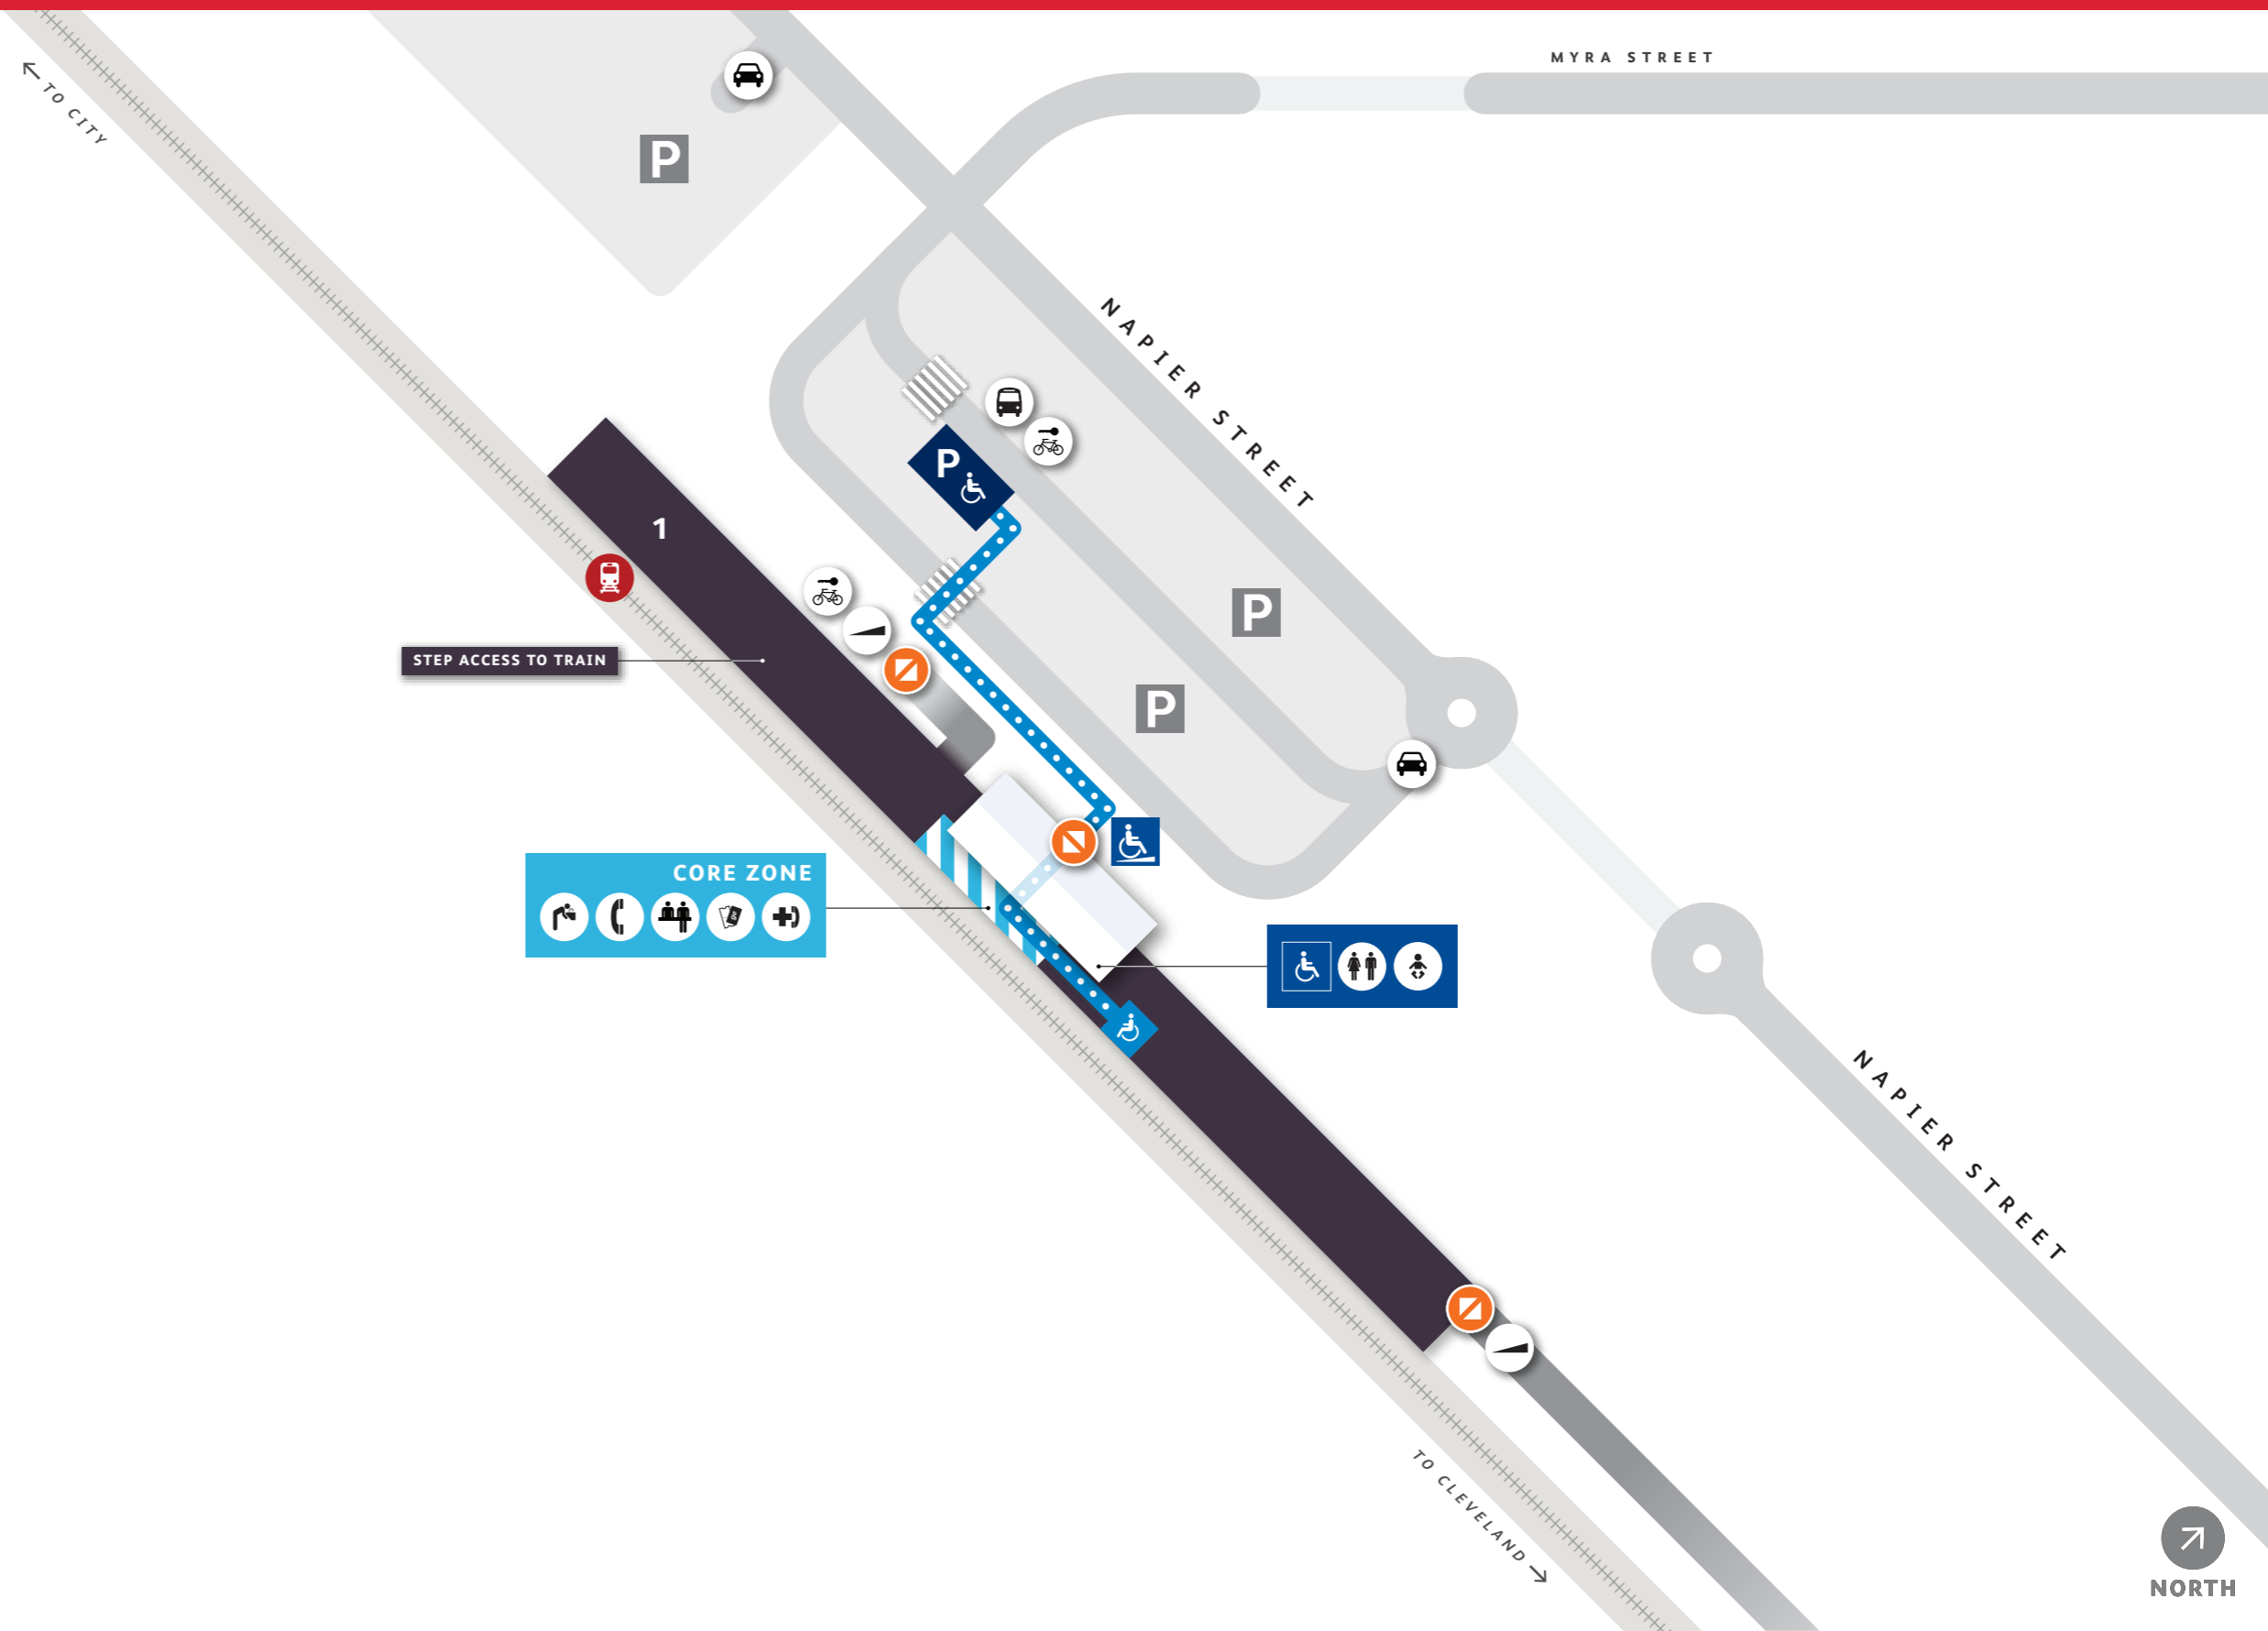 MYRA STREET
TO CITY
P
NAPIER STREET
P
1
P
STEP ACCESS TO TRAIN
P
CORE ZONE
NAPIER STREET
TO CLEVELAND
NORTH